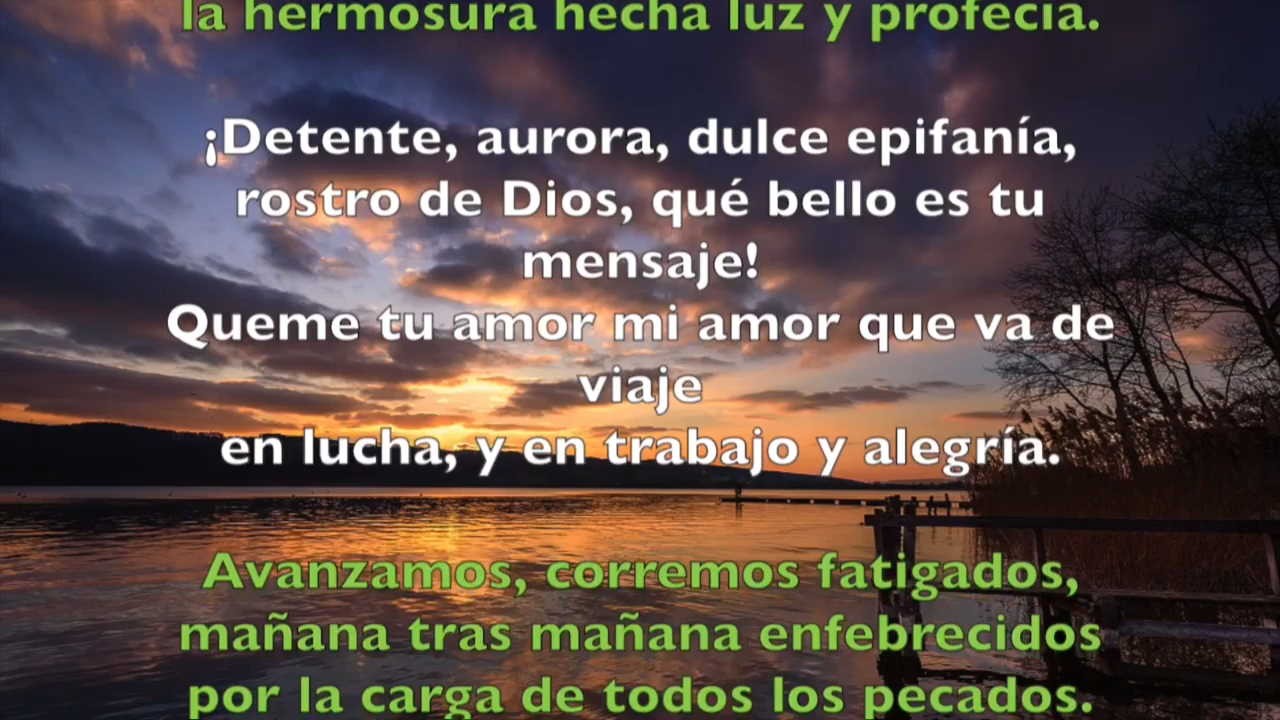 la hermosura hecha luz y profecía.
¡Detente, aurora, dulce epifanía,
rostro de Dios, qué bello es tu
mensaje!
Queme tu amor mi amor que va de
viaje
en lucha, y en trabajo y alegría.
Avanzamos, corremos fatigados,
mañana tras mañana enfebrecidos
por la carga de todos los pecados.